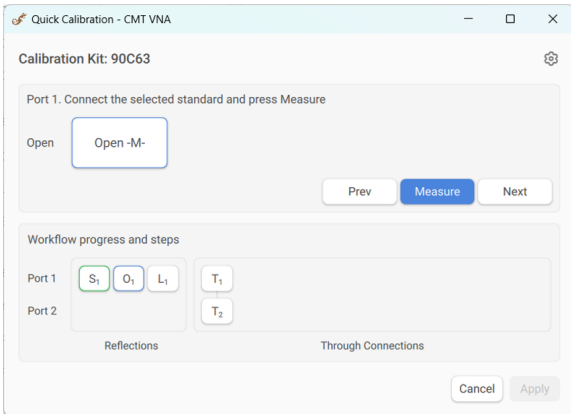 Quick Calibration - CMT VNA
Calibration Kit: 90C63
Port 1. Connect the selected standard and press Measure
Open Open -M-
Prev Measure Next
Workflow progress and steps
Port 1 S₁ O₁ L₁ T₁
Port 2 T₂
Reflections Through Connections
Cancel Apply